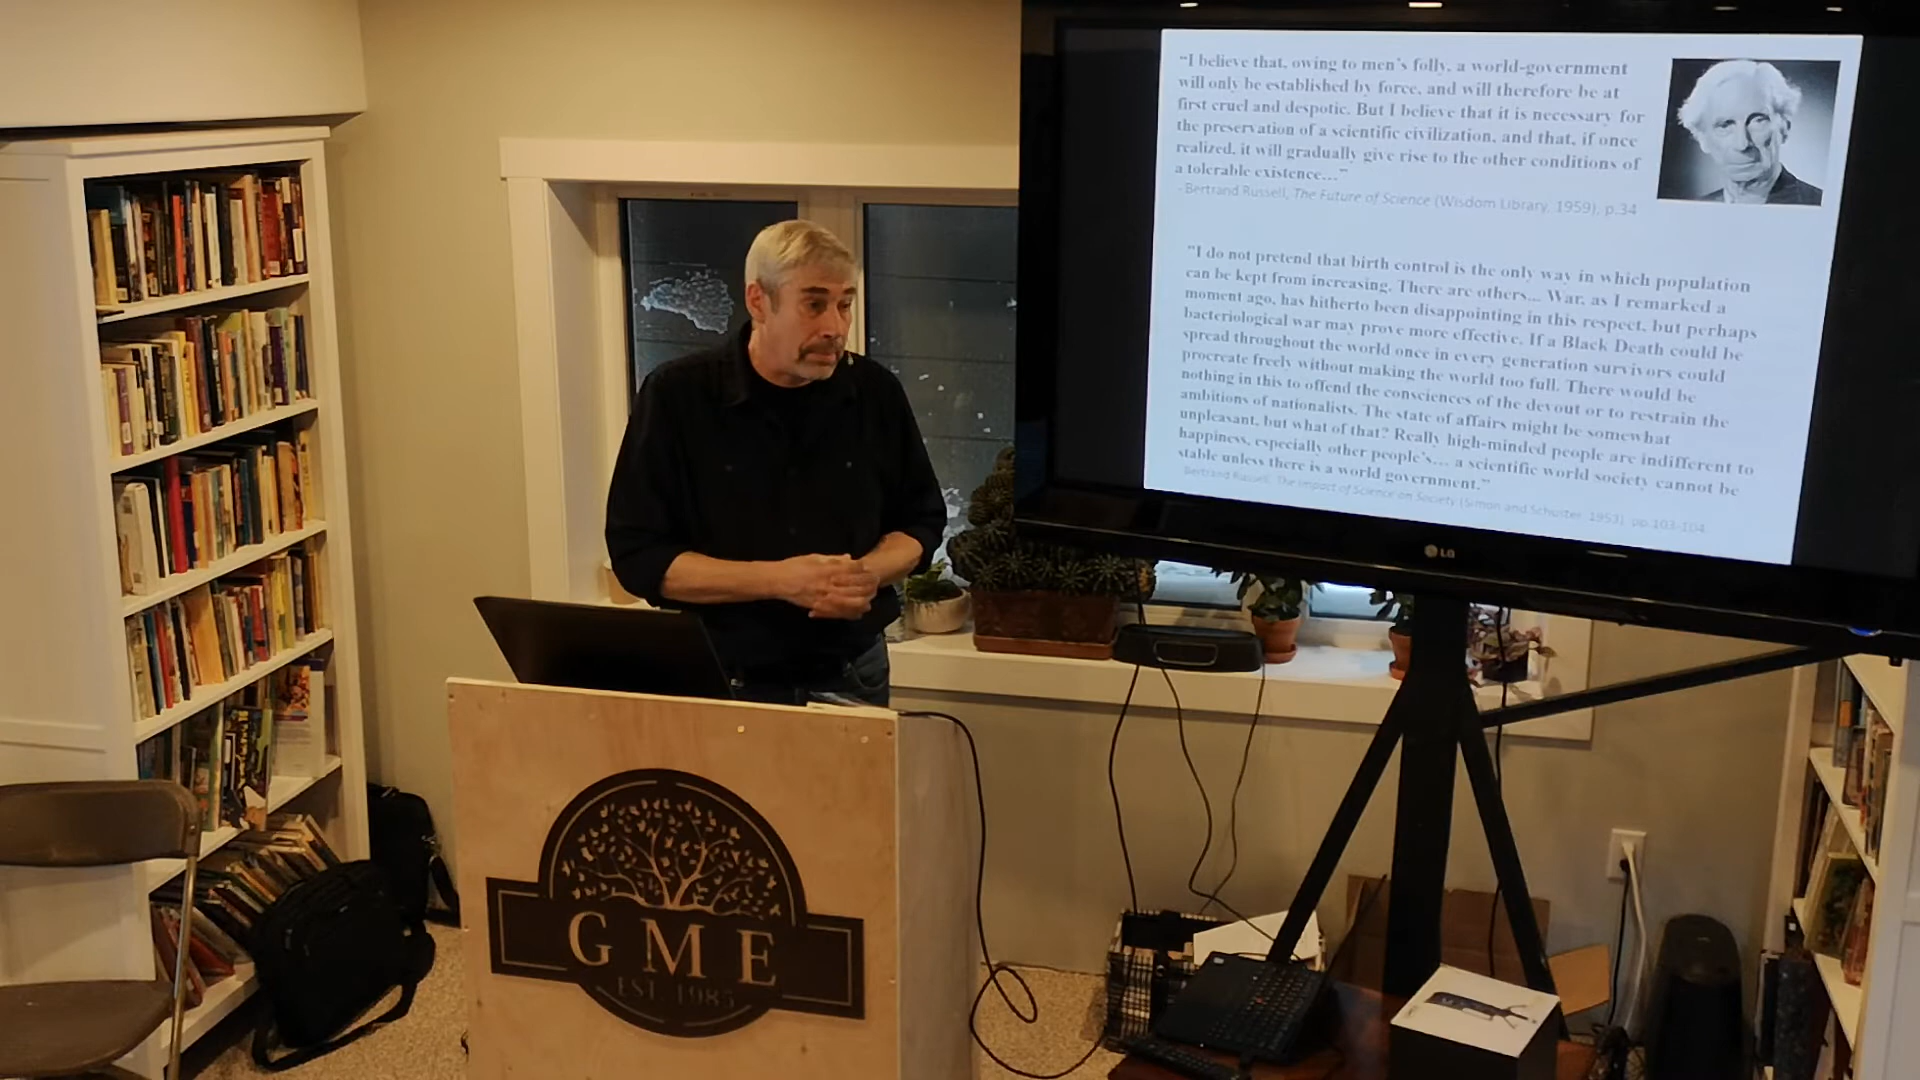 “I believe that, owing to men’s folly, a world-government
will only be established by force, and will therefore be at
first cruel and despotic. But I believe that it is necessary for
the preservation of a scientific civilization, and that, if once
realized, it will gradually give rise to the other conditions of
a tolerable existence…”
- Bertrand Russell, The Future of Science (Wisdom Library, 1959), p.34
“I do not pretend that birth control is the only way in which population
can be kept from increasing. There are others… War, as I remarked a
moment ago, has hitherto been disappointing in this respect, but perhaps
bacteriological war may prove more effective. If a Black Death could be
spread throughout the world once in every generation survivors could
procreate freely without making the world too full. There would be
nothing in this to offend the consciences of the devout or to restrain the
ambitions of nationalists. The state of affairs might be somewhat
unpleasant, but what of that? Really high-minded people are indifferent to
happiness, especially other people’s… a scientific world society cannot be
stable unless there is a world government.”
Bertrand Russell, The Impact of Science on Society (Simon and Schuster, 1953), pp.103-104
LG
GME
EST. 1985